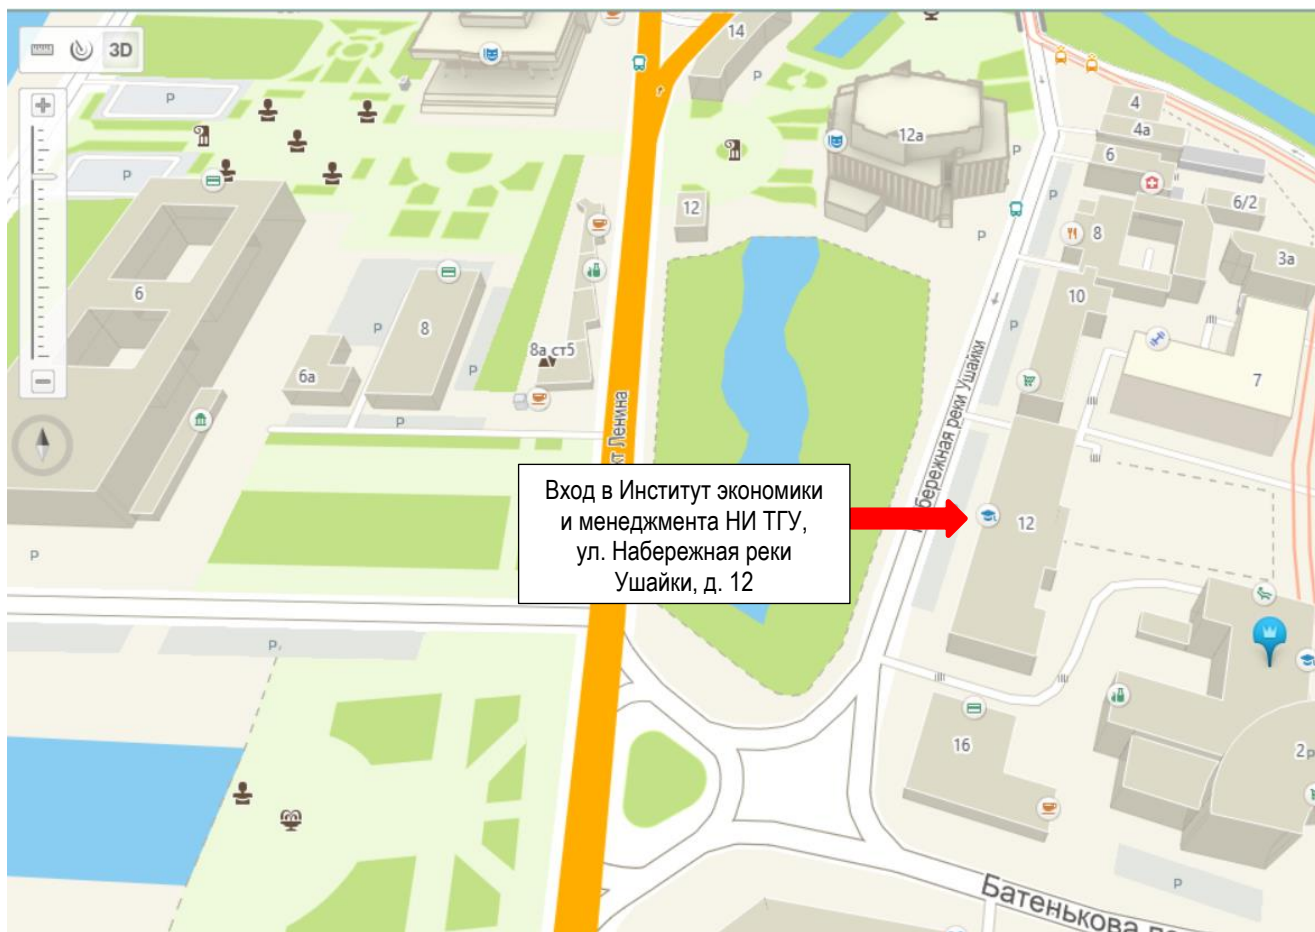 3D
P
14
12а
4
4а
6
6/2
P
P
P
12
P
P
8
3а
6
10
P
8
P
8а ст5
6а
P
7
P
Ленина
Набережная реки Ушайки
Вход в Институт экономики
и менеджмента НИ ТГУ,
ул. Набережная реки
Ушайки, д. 12
12
P
P
16
2
P
Батенькова